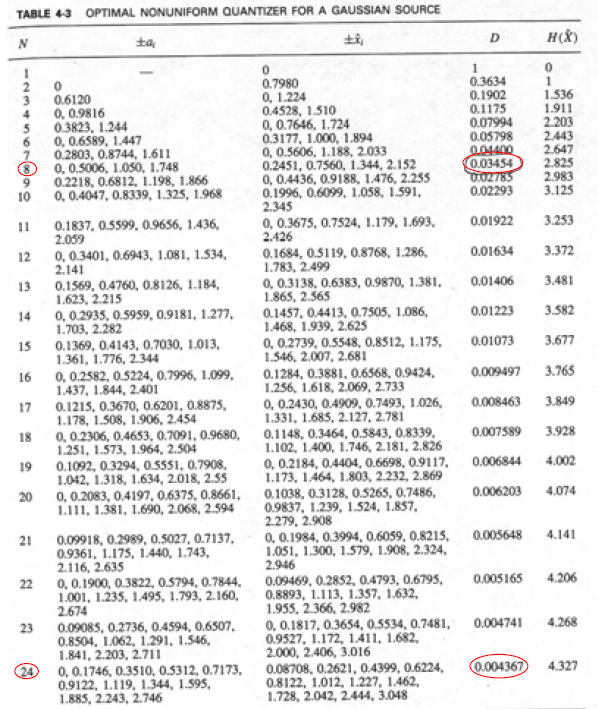 TABLE 4-3 OPTIMAL NONUNIFORM QUANTIZER FOR A GAUSSIAN SOURCE
N ±aᵢ ±x̂ᵢ D H(X̂)
1 — 0 1 0
2 0 0.7980 0.3634 1
3 0.6120 0, 1.224 0.1902 1.536
4 0, 0.9816 0.4528, 1.510 0.1175 1.911
5 0.3823, 1.244 0, 0.7646, 1.724 0.07994 2.203
6 0, 0.6589, 1.447 0.3177, 1.000, 1.894 0.05798 2.443
7 0.2803, 0.8744, 1.611 0, 0.5606, 1.188, 2.033 0.04400 2.647
8 0, 0.5006, 1.050, 1.748 0.2451, 0.7560, 1.344, 2.152 0.03454 2.825
9 0.2218, 0.6812, 1.198, 1.866 0, 0.4436, 0.9188, 1.476, 2.255 0.02785 2.983
10 0, 0.4047, 0.8339, 1.325, 1.968 0.1996, 0.6099, 1.058, 1.591, 0.02293 3.125
2.345
11 0.1837, 0.5599, 0.9656, 1.436, 0, 0.3675, 0.7524, 1.179, 1.693, 0.01922 3.253
2.059 2.426
12 0, 0.3401, 0.6943, 1.081, 1.534, 0.1684, 0.5119, 0.8768, 1.286, 0.01634 3.372
2.141 1.783, 2.499
13 0.1569, 0.4760, 0.8126, 1.184, 0, 0.3138, 0.6383, 0.9870, 1.381, 0.01406 3.481
1.623, 2.215 1.865, 2.565
14 0, 0.2935, 0.5959, 0.9181, 1.277, 0.1457, 0.4413, 0.7505, 1.086, 0.01223 3.582
1.703, 2.282 1.468, 1.939, 2.625
15 0.1369, 0.4143, 0.7030, 1.013, 0, 0.2739, 0.5548, 0.8512, 1.175, 0.01073 3.677
1.361, 1.776, 2.344 1.546, 2.007, 2.681
16 0, 0.2582, 0.5224, 0.7996, 1.099, 0.1284, 0.3881, 0.6568, 0.9424, 0.009497 3.765
1.437, 1.844, 2.401 1.256, 1.618, 2.069, 2.733
17 0.1215, 0.3670, 0.6201, 0.8875, 0, 0.2430, 0.4909, 0.7493, 1.026, 0.008463 3.849
1.178, 1.508, 1.906, 2.454 1.331, 1.685, 2.127, 2.781
18 0, 0.2306, 0.4653, 0.7091, 0.9680, 0.1148, 0.3464, 0.5843, 0.8339, 0.007589 3.928
1.251, 1.573, 1.964, 2.504 1.102, 1.400, 1.746, 2.181, 2.826
19 0.1092, 0.3294, 0.5551, 0.7908, 0, 0.2184, 0.4404, 0.6698, 0.9117, 0.006844 4.002
1.042, 1.318, 1.634, 2.018, 2.55 1.173, 1.464, 1.803, 2.232, 2.869
20 0, 0.2083, 0.4197, 0.6375, 0.8661, 0.1038, 0.3128, 0.5265, 0.7486, 0.006203 4.074
1.111, 1.381, 1.690, 2.068, 2.594 0.9837, 1.239, 1.524, 1.857,
2.279, 2.908
21 0.09918, 0.2989, 0.5027, 0.7137, 0, 0.1984, 0.3994, 0.6059, 0.8215, 0.005648 4.141
0.9361, 1.175, 1.440, 1.743, 1.051, 1.300, 1.579, 1.908, 2.324,
2.116, 2.635 2.946
22 0, 0.1900, 0.3822, 0.5794, 0.7844, 0.09469, 0.2852, 0.4793, 0.6795, 0.005165 4.206
1.001, 1.235, 1.495, 1.793, 2.160, 0.8893, 1.113, 1.357, 1.632,
2.674 1.955, 2.366, 2.982
23 0.09085, 0.2736, 0.4594, 0.6507, 0, 0.1817, 0.3654, 0.5534, 0.7481, 0.004741 4.268
0.8504, 1.062, 1.291, 1.546, 0.9527, 1.172, 1.411, 1.682,
1.841, 2.203, 2.711 2.000, 2.406, 3.016
24 0, 0.1746, 0.3510, 0.5312, 0.7173, 0.08708, 0.2621, 0.4399, 0.6224, 0.004367 4.327
0.9122, 1.119, 1.344, 1.595, 0.8122, 1.012, 1.227, 1.462,
1.885, 2.243, 2.746 1.728, 2.042, 2.444, 3.048